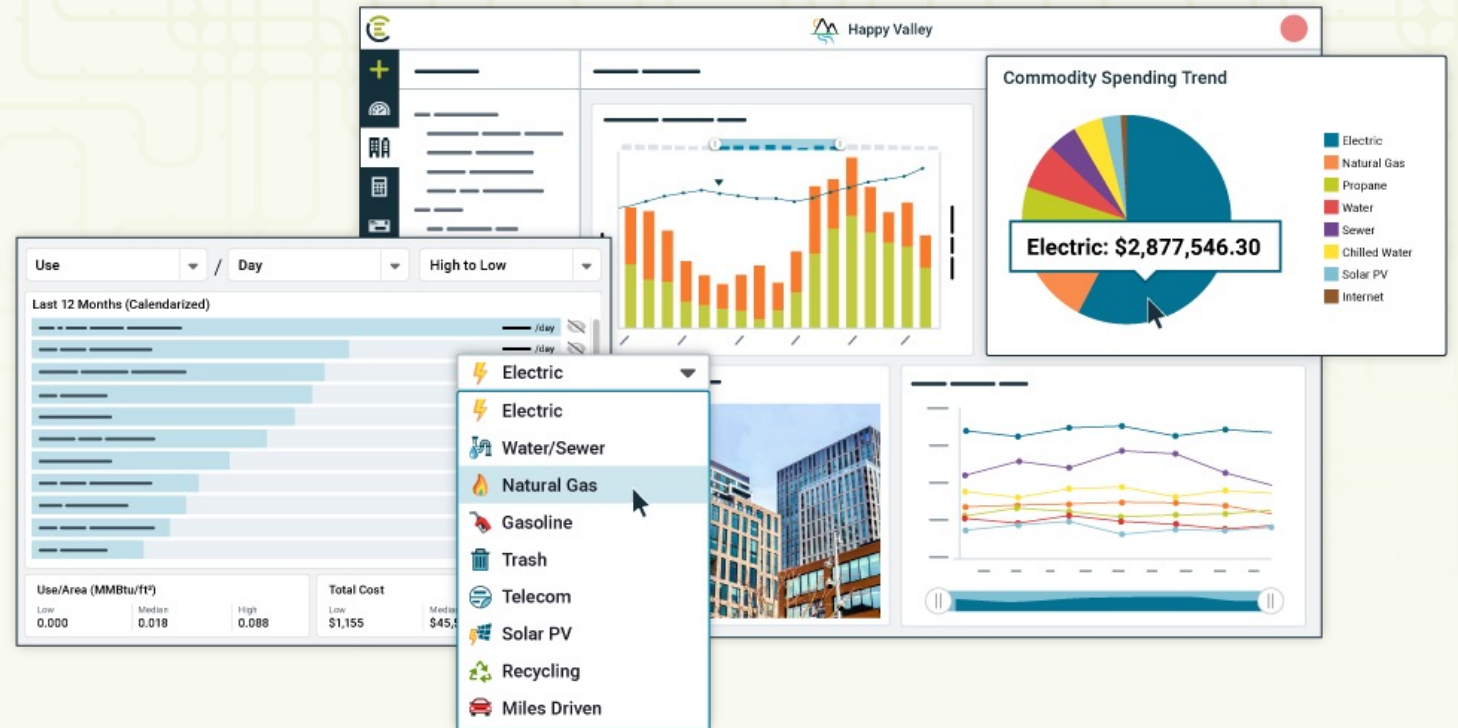 Happy Valley
Commodity Spending Trend
Electric
Natural Gas
Propane
Water
Sewer
Chilled Water
Solar PV
Internet
Electric: $2,877,546.30
Use / Day High to Low
Last 12 Months (Calendarized)
/day
/day
Use/Area (MMBtu/ft²)
Low Median High
0.000 0.018 0.088
Total Cost
Low
$1,155
Electric
Electric
Water/Sewer
Natural Gas
Gasoline
Trash
Telecom
Solar PV
Recycling
Miles Driven